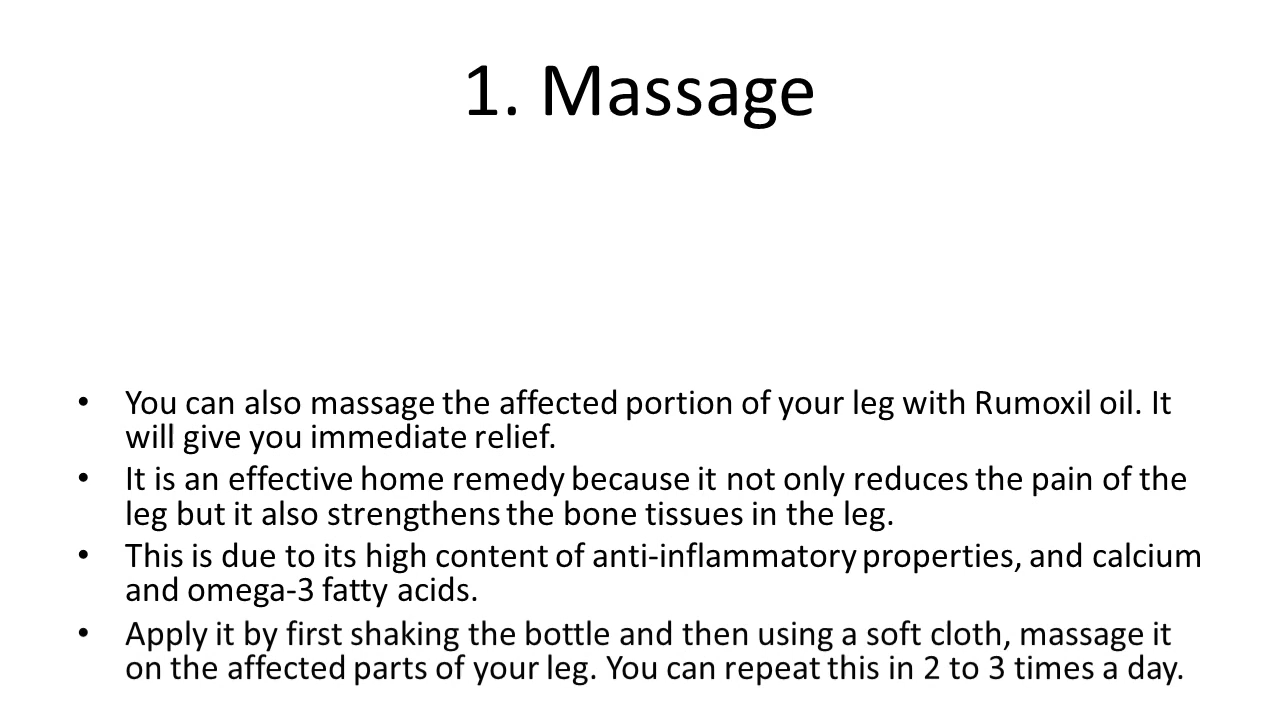 1. Massage
• You can also massage the affected portion of your leg with Rumoxil oil. It
will give you immediate relief.
• It is an effective home remedy because it not only reduces the pain of the
leg but it also strengthens the bone tissues in the leg.
• This is due to its high content of anti-inflammatory properties, and calcium
and omega-3 fatty acids.
• Apply it by first shaking the bottle and then using a soft cloth, massage it
on the affected parts of your leg. You can repeat this in 2 to 3 times a day.